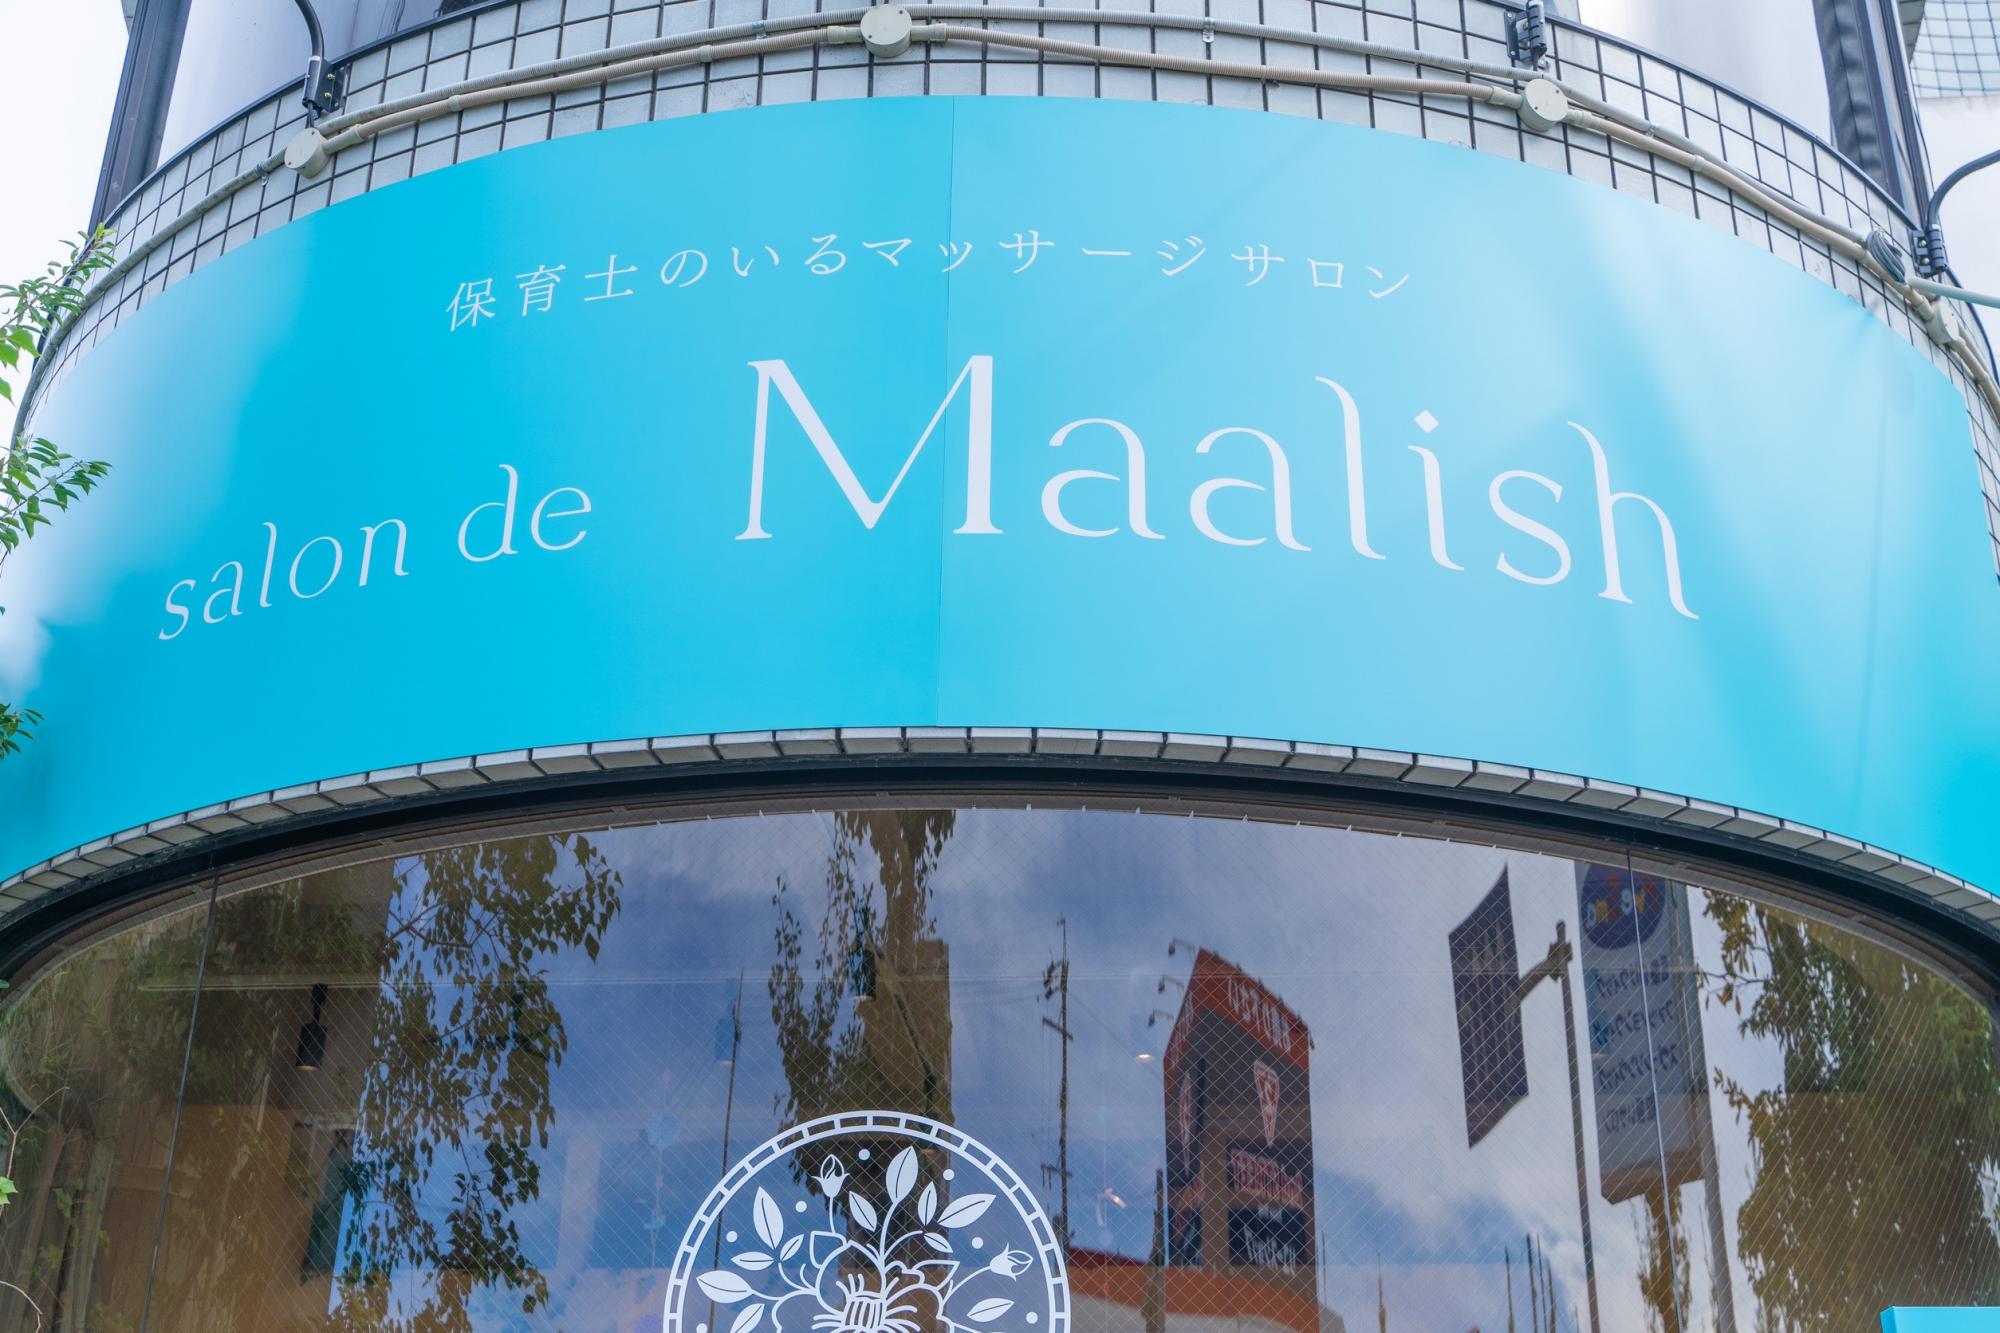 保育士のいるマッサージサロン
salon de Maalish